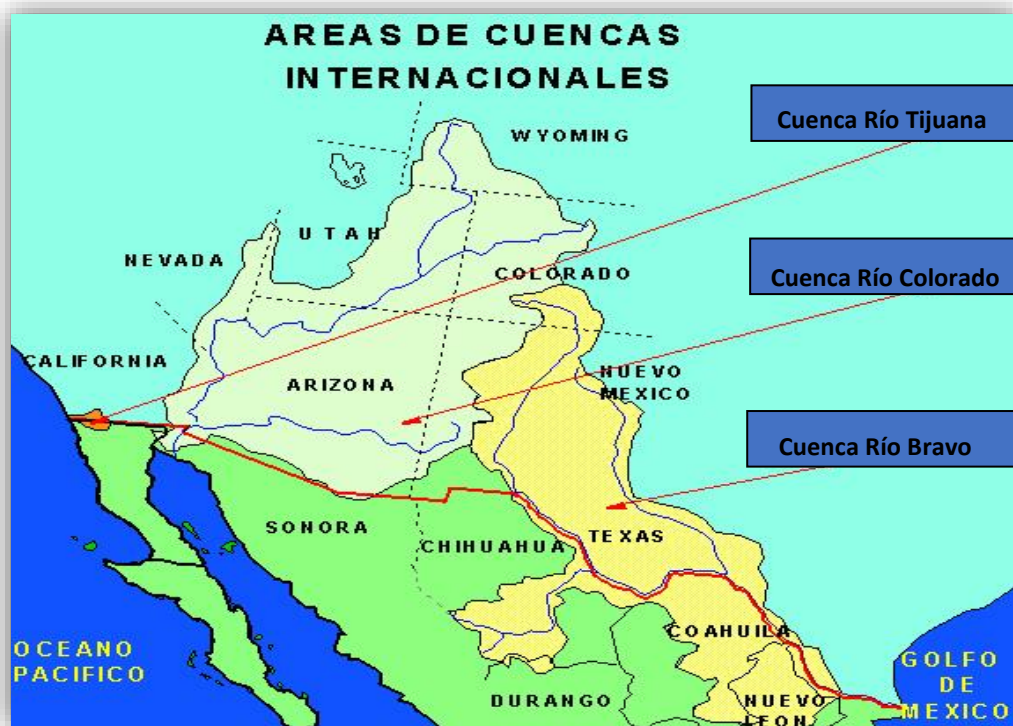 AREAS DE CUENCAS
INTERNACIONALES
Cuenca Río Tijuana
WYOMING
UTAH
NEVADA
COLORADO
Cuenca Río Colorado
CALIFORNIA
ARIZONA
NUEVO
MEXICO
Cuenca Río Bravo
SONORA
CHIHUAHUA
TEXAS
COAHUILA
OCEANO
PACIFICO
GOLFO
DE
MEXICO
DURANGO
NUEVO
LEON